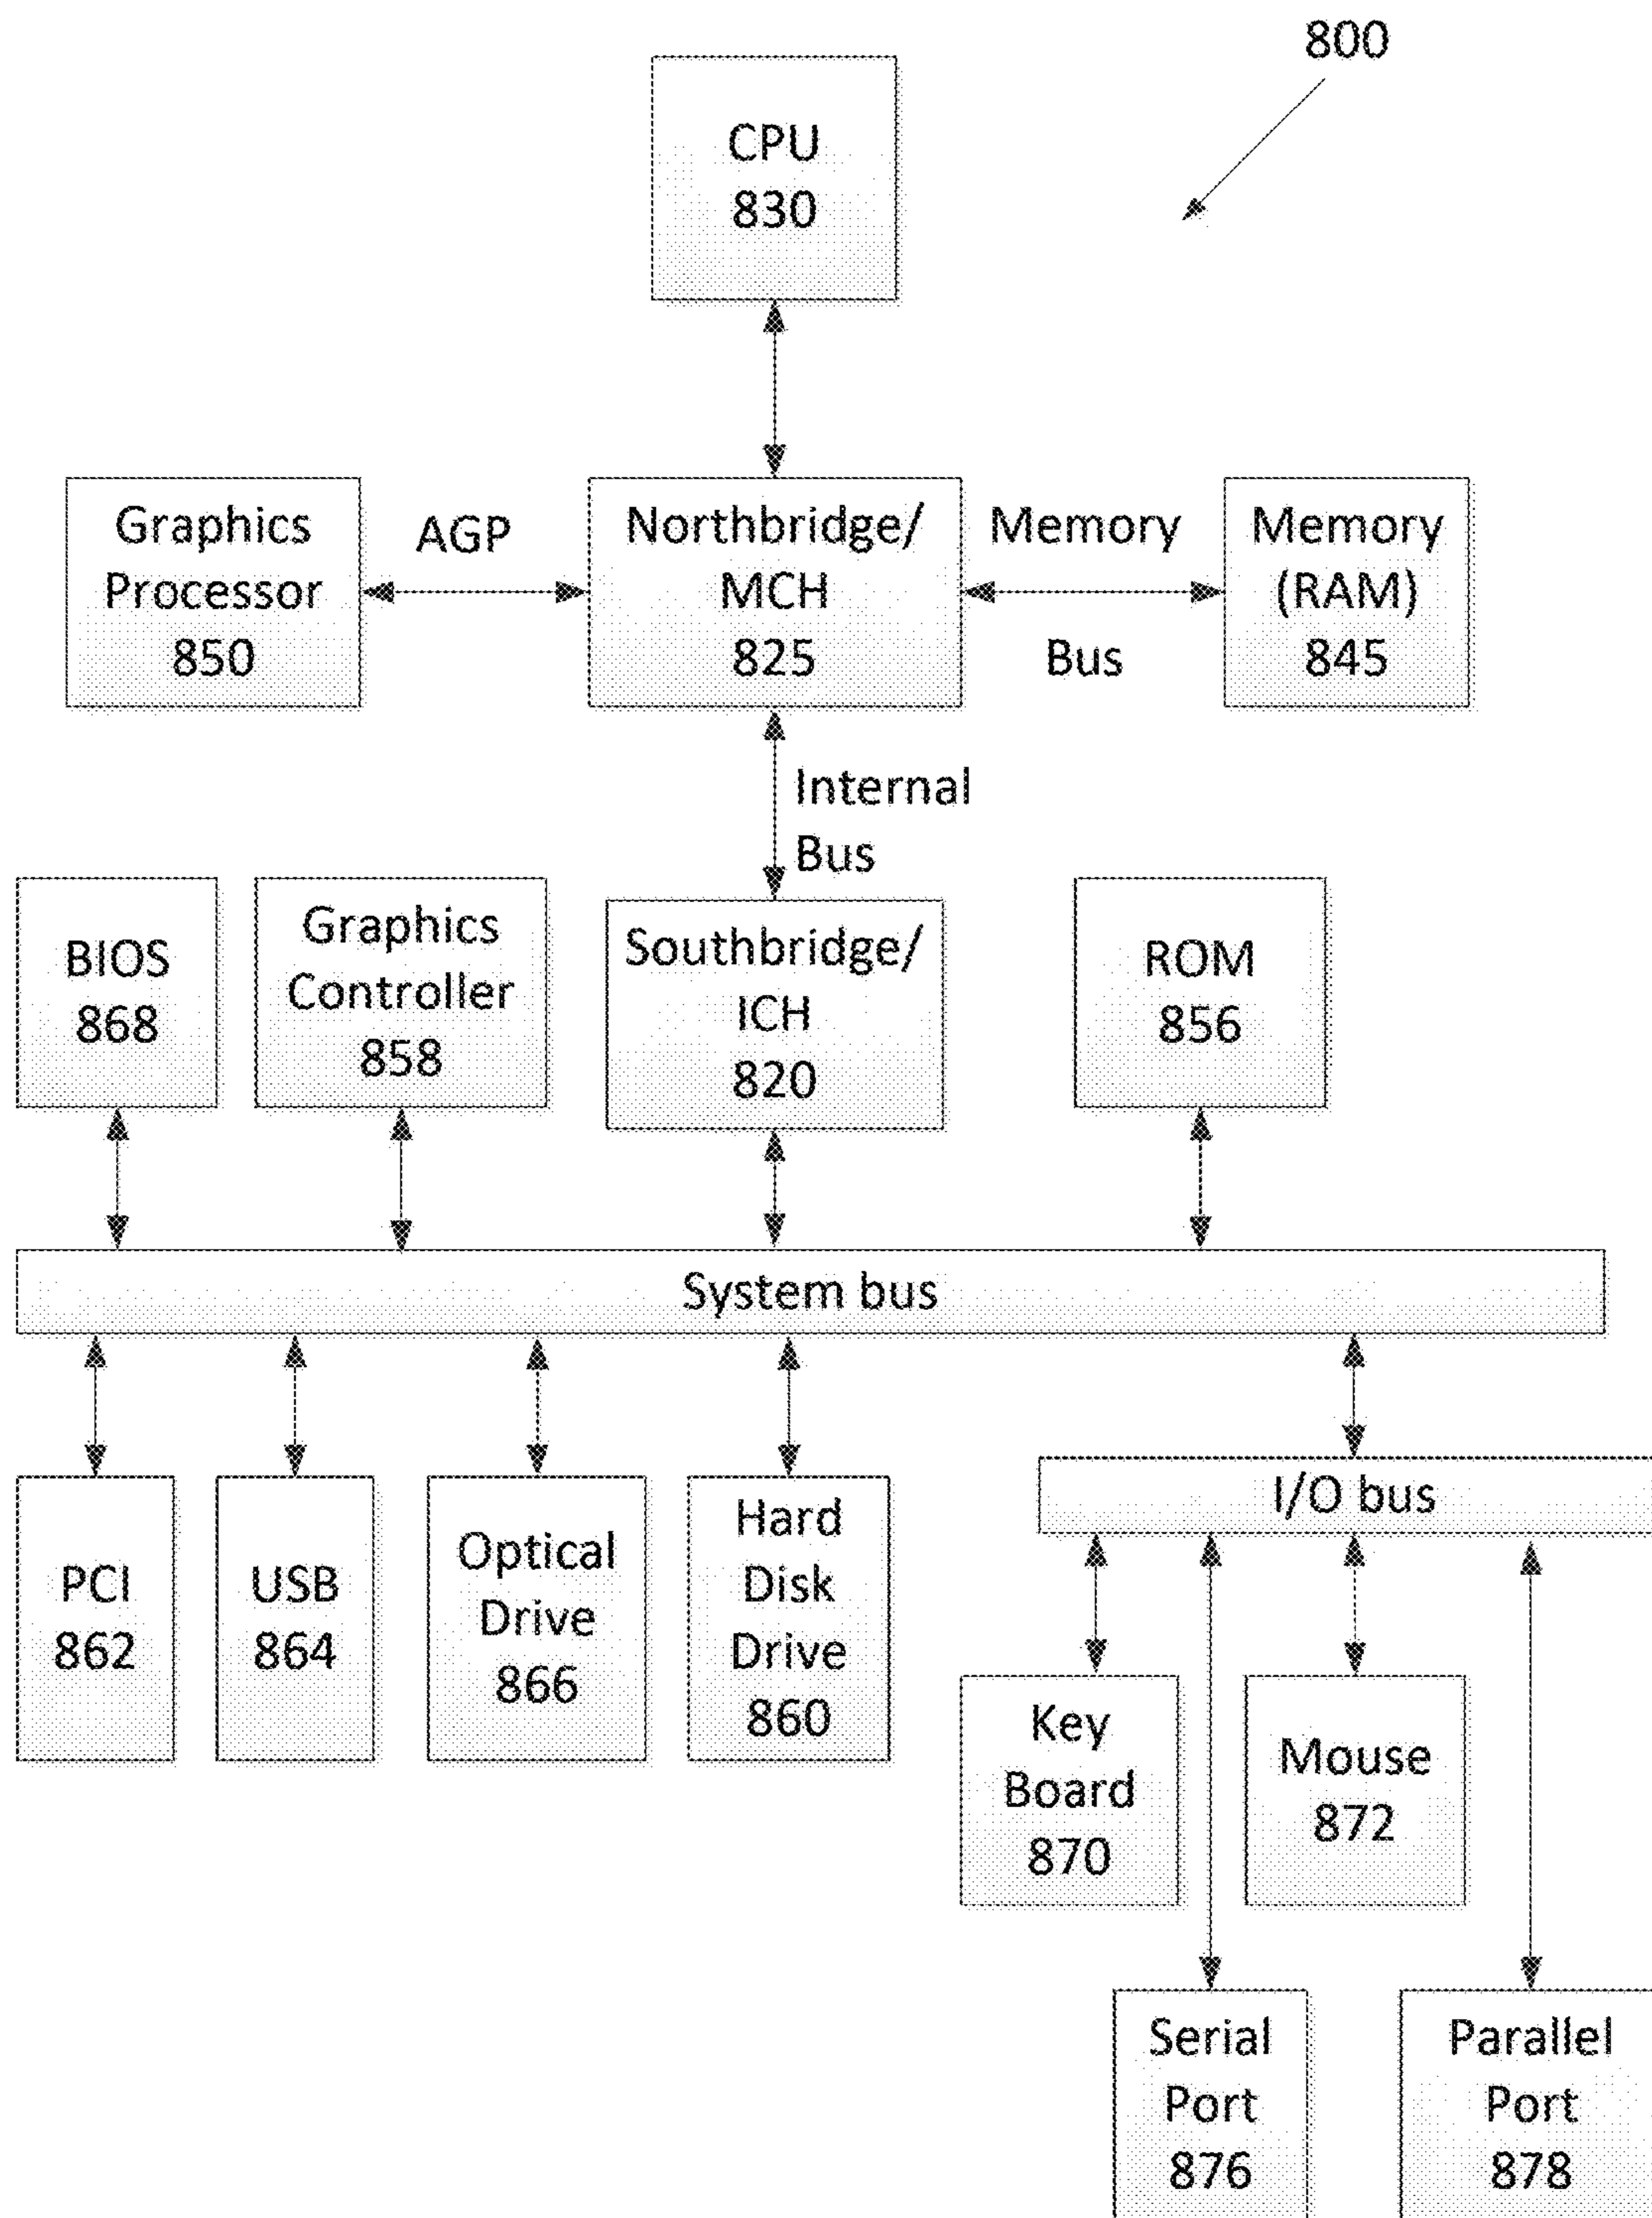 800
CPU
830
Graphics
Processor
850
AGP
Northbridge/
MCH
825
Memory
Bus
Memory
(RAM)
845
Internal
Bus
BIOS
868
Graphics
Controller
858
Southbridge/
ICH
820
ROM
856
System bus
PCI
862
USB
864
Optical
Drive
866
Hard
Disk
Drive
860
I/O bus
Key
Board
870
Mouse
872
Serial
Port
876
Parallel
Port
878